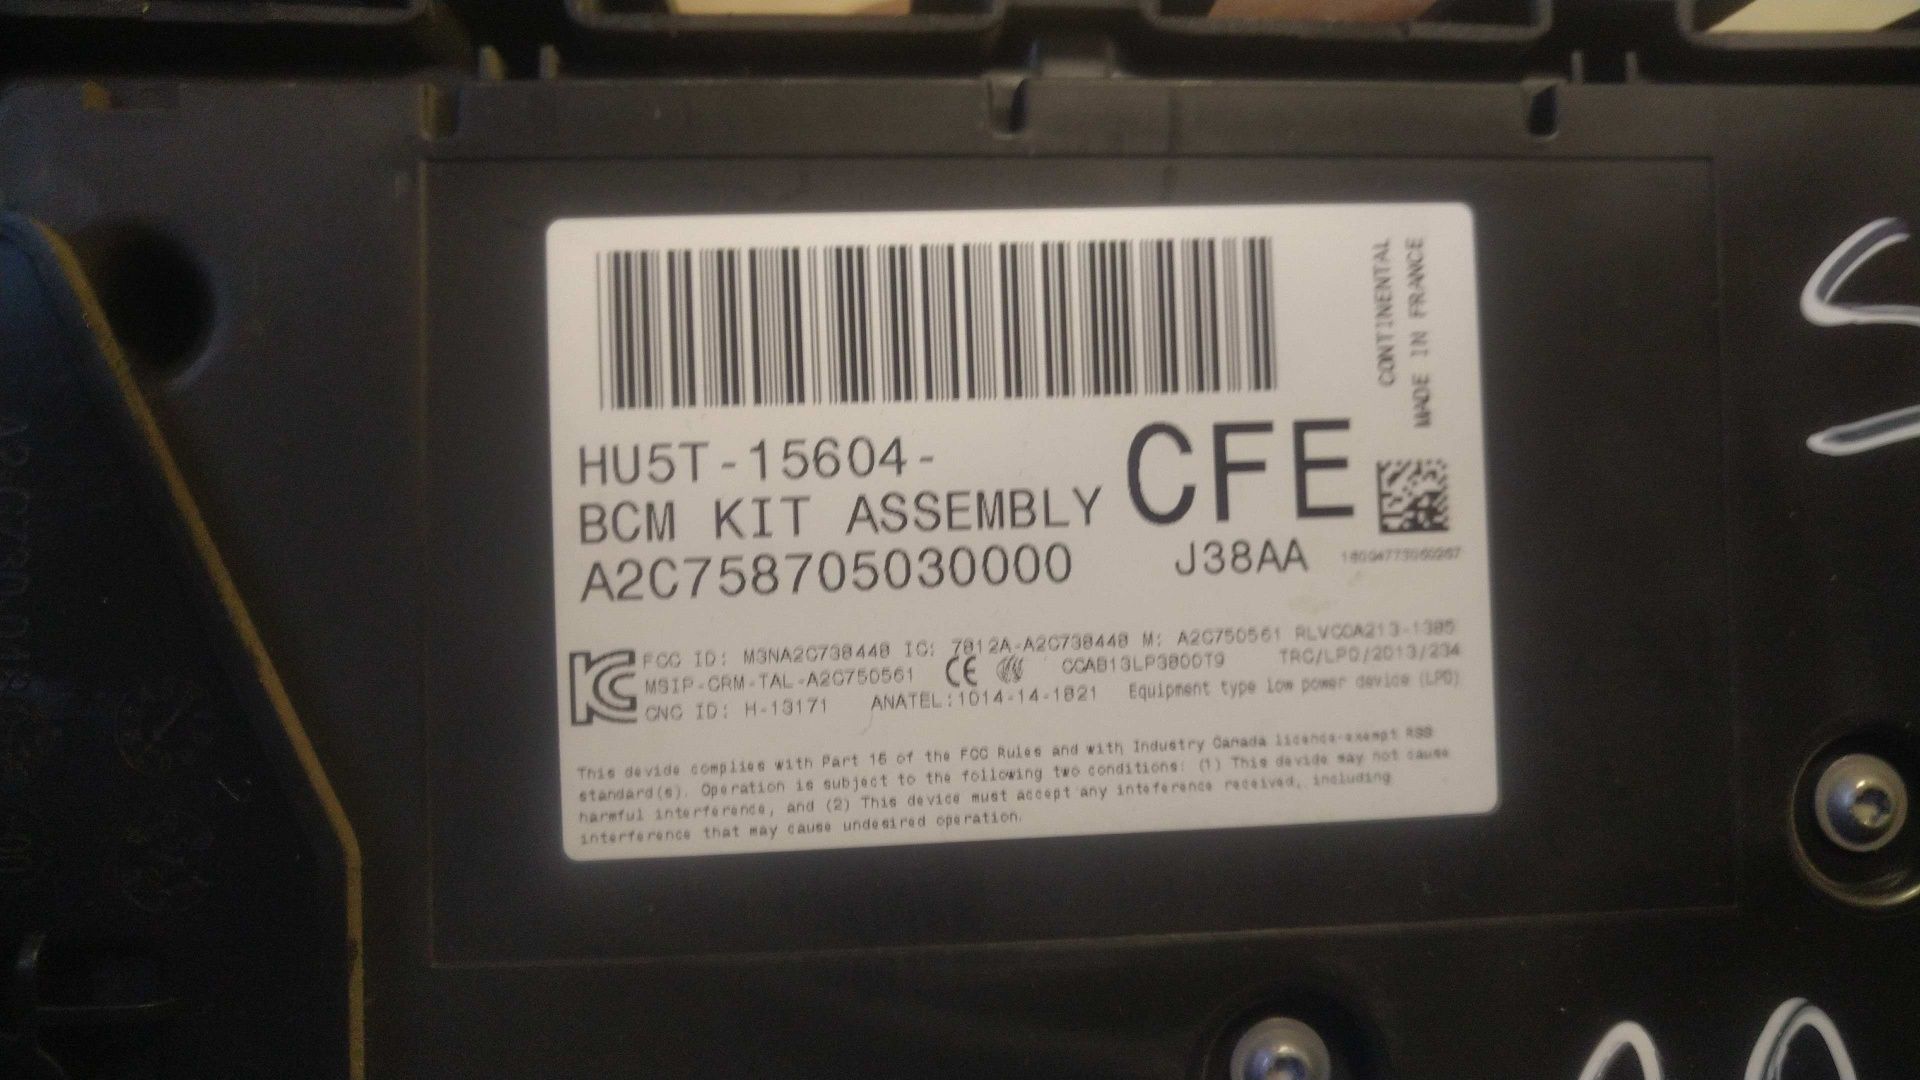 CONTINENTAL
MADE IN FRANCE
HU5T-15604-
CFE
BCM KIT ASSEMBLY
A2C758705030000
J38AA
FCC ID: M3NA2C738448 IC: 7812A-A2C738448 M: A2C750561 RLVCOA213-1385
MSIP-CRM-TAL-A2C750561 CE CCAB13LP3800T9 TRC/LPD/2013/234
CNC ID: H-13171 ANATEL:1014-14-1821 Equipment type low power device (LPD)
This devide complies with Part 15 of the FCC Rules and with Industry Canada licence-exempt RSS
standard(s). Operation is subject to the following two conditions: (1) This devide may not cause
harmful interference, and (2) This device must accept any inteference received, including
interference that may cause undesired operation.